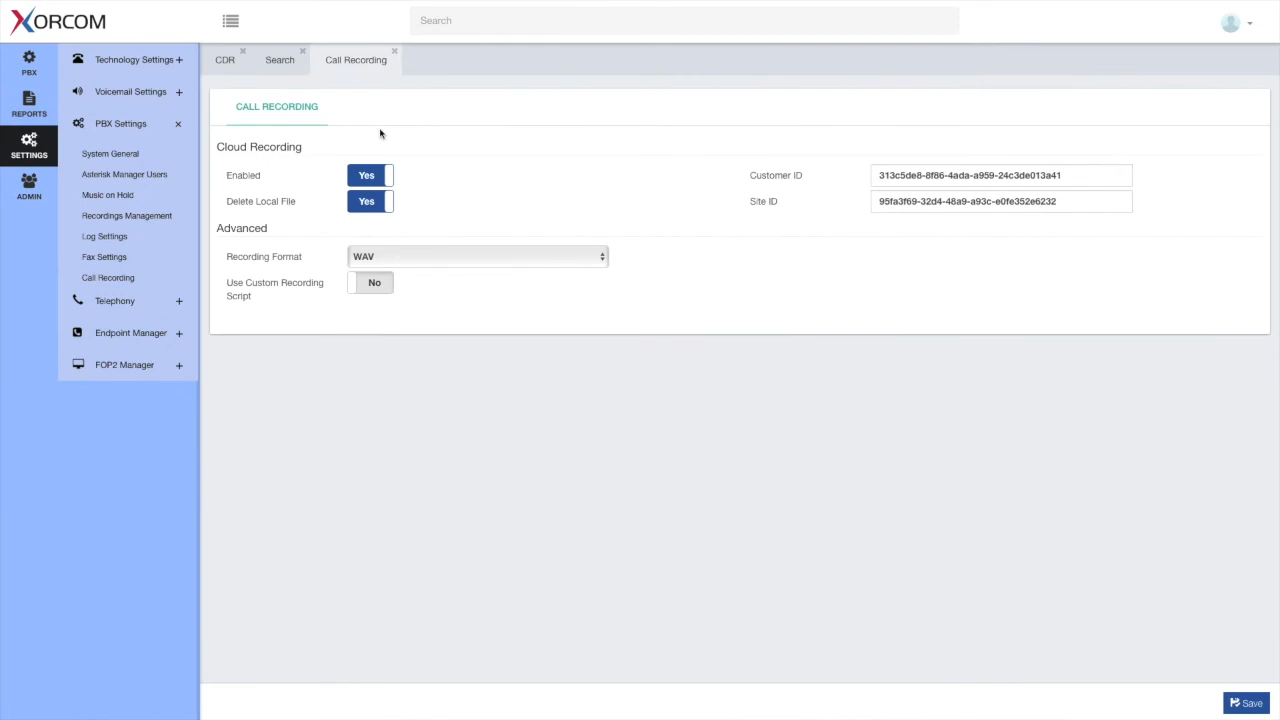 XORCOM
Search
PBX
REPORTS
SETTINGS
ADMIN
Technology Settings +
Voicemail Settings +
PBX Settings ×
System General
Asterisk Manager Users
Music on Hold
Recordings Management
Log Settings
Fax Settings
Call Recording
Telephony +
Endpoint Manager +
FOP2 Manager +
CDR
Search
Call Recording
CALL RECORDING
Cloud Recording
Enabled Yes Customer ID 313c5de8-8f86-4ada-a959-24c3de013a41
Delete Local File Yes Site ID 95fa3f69-32d4-48a9-a93c-e0fe352e6232
Advanced
Recording Format WAV
Use Custom Recording No
Script
Save